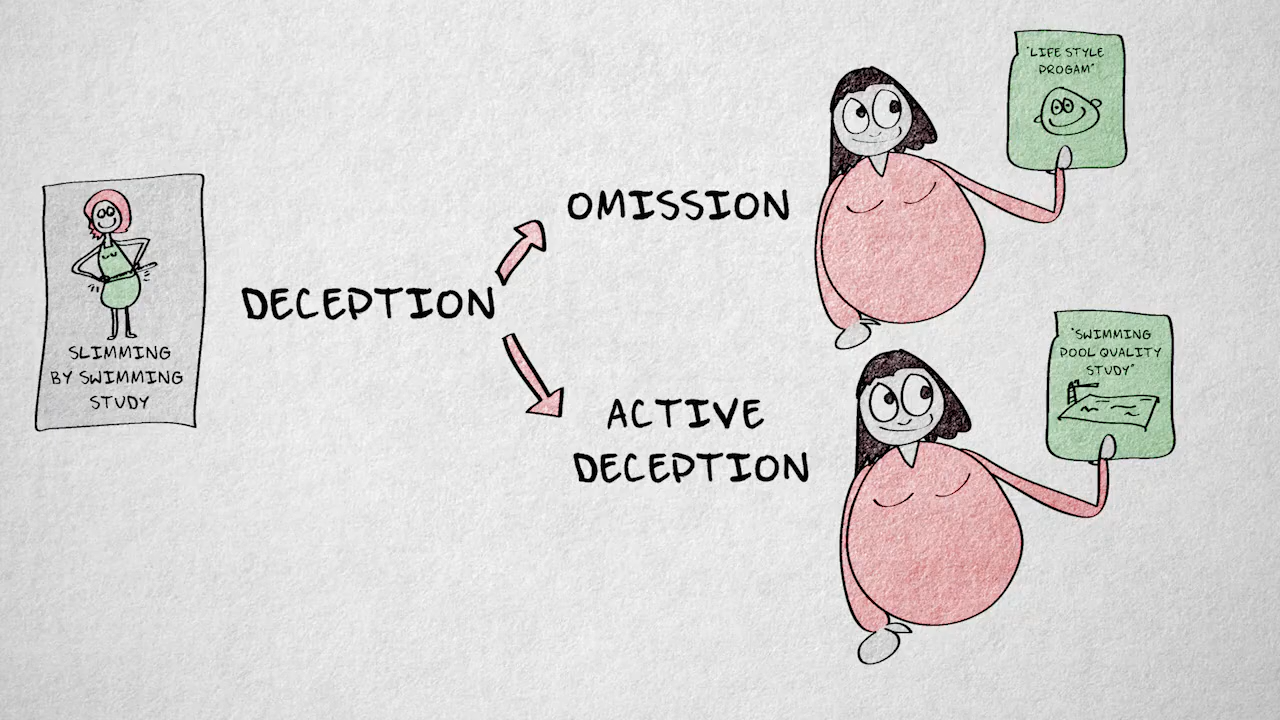 SLIMMING
BY SWIMMING
STUDY
DECEPTION
OMISSION
"LIFE STYLE
PROGAM"
ACTIVE
DECEPTION
"SWIMMING
POOL QUALITY
STUDY"